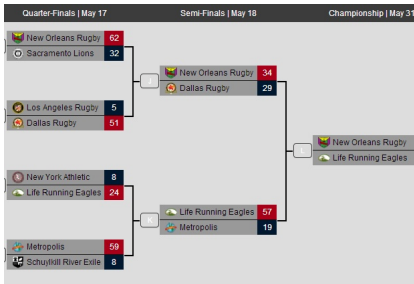 Quarter-Finals | May 17
Semi-Finals | May 18
Championship | May 31
New Orleans Rugby 62
Sacramento Lions 32
Los Angeles Rugby 5
Dallas Rugby 51
New York Athletic 8
Life Running Eagles 24
Metropolis 59
Schuylkill River Exile 8
New Orleans Rugby 34
Dallas Rugby 29
Life Running Eagles 57
Metropolis 19
New Orleans Rugby
Life Running Eagles